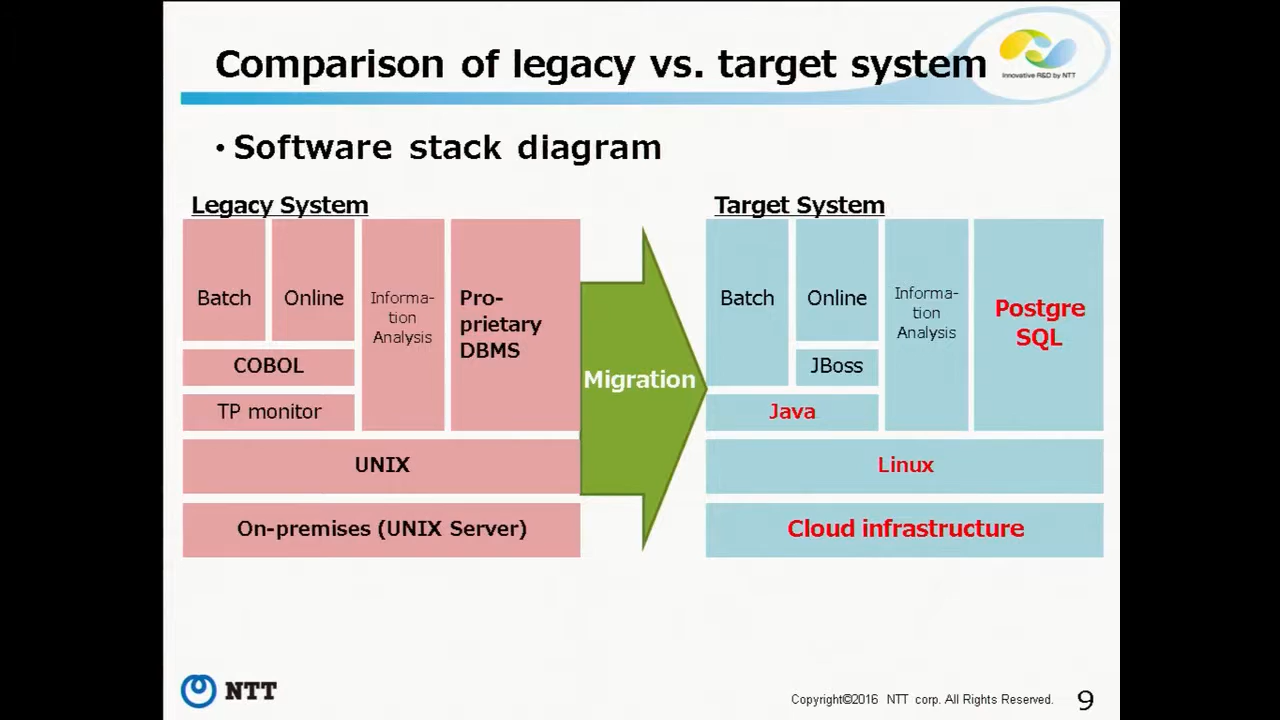 Comparison of legacy vs. target system
Innovative R&D by NTT
• Software stack diagram
Legacy System
Batch
Online
Informa-
tion
Analysis
Pro-
prietary
DBMS
COBOL
TP monitor
UNIX
On-premises (UNIX Server)
Migration
Target System
Batch
Online
Informa-
tion
Analysis
Postgre
SQL
JBoss
Java
Linux
Cloud infrastructure
NTT
Copyright©2016 NTT corp. All Rights Reserved.
9